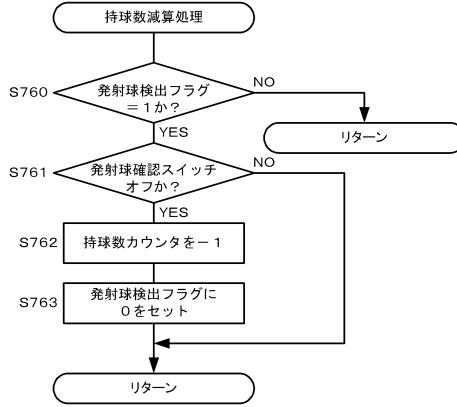 持球数減算処理
S760
発射球検出フラグ
=1か?
NO
リターン
YES
S761
発射球確認スイッチ
オフか?
NO
YES
S762
持球数カウンタを−1
S763
発射球検出フラグに
0をセット
リターン